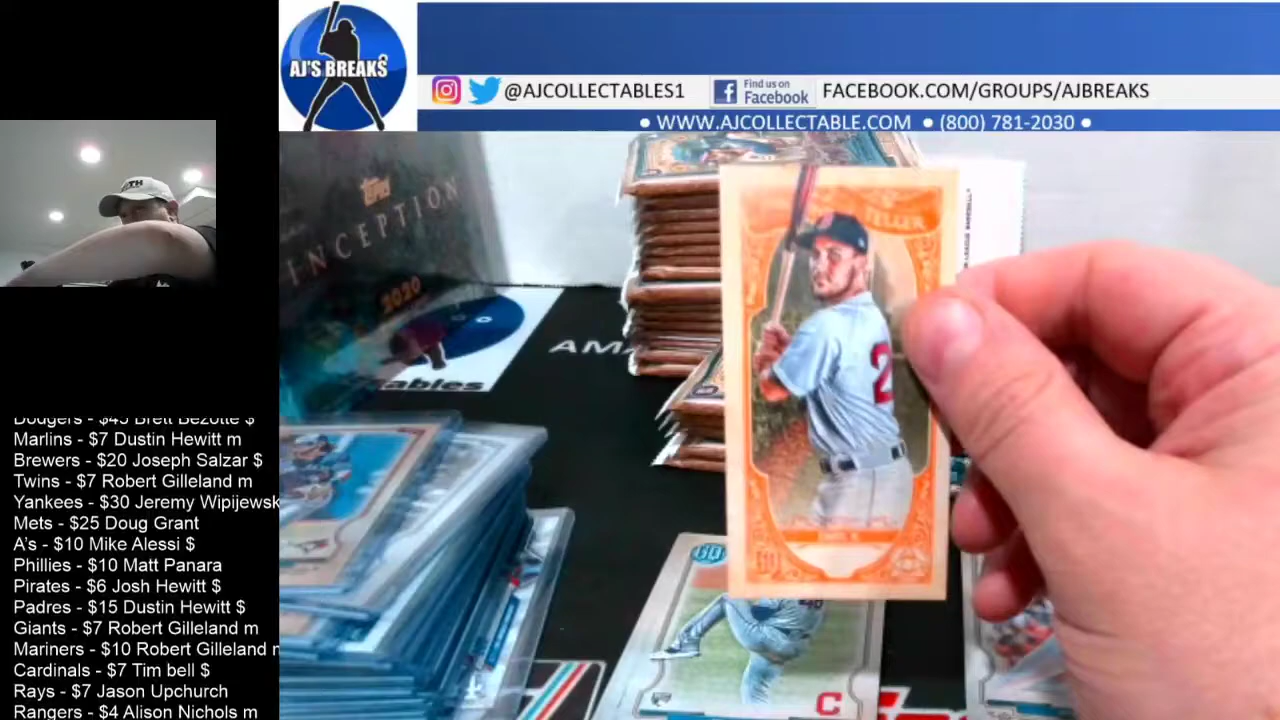 AJ'S BREAKS
@AJCOLLECTABLES1
Find us on
Facebook
FACEBOOK.COM/GROUPS/AJBREAKS
• WWW.AJCOLLECTABLE.COM • (800) 781-2030 •
Topps
INCEPTION
2020
TELLER
2
Marlins - $7 Dustin Hewitt m
Brewers - $20 Joseph Salzar $
Twins - $7 Robert Gilleland m
Yankees - $30 Jeremy Wipijewsk
Mets - $25 Doug Grant
A's - $10 Mike Alessi $
Phillies - $10 Matt Panara
Pirates - $6 Josh Hewitt $
Padres - $15 Dustin Hewitt $
Giants - $7 Robert Gilleland m
Mariners - $10 Robert Gilleland
Cardinals - $7 Tim bell $
Rays - $7 Jason Upchurch
Rangers - $4 Alison Nichols m
C